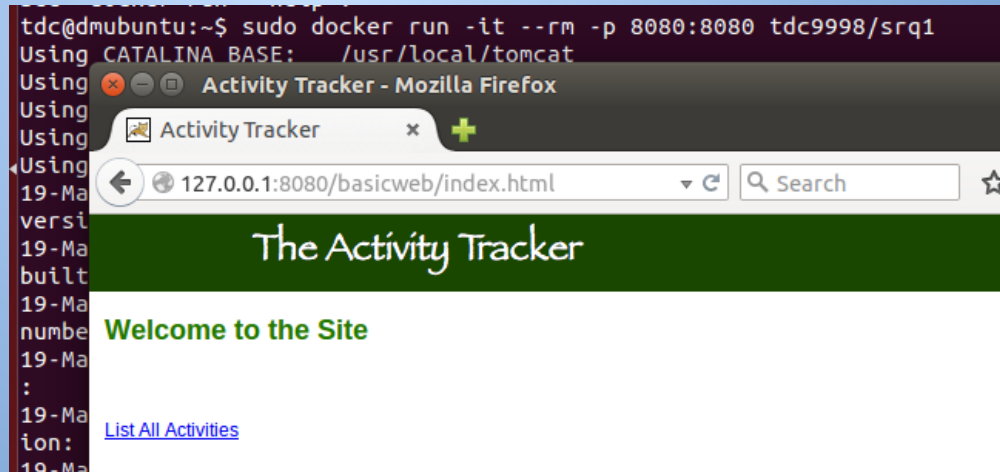 tdc@dmubuntu:~$ sudo docker run -it --rm -p 8080:8080 tdc9998/srq1
Using CATALINA_BASE: /usr/local/tomcat
Using
Using
Using
Using
19-Ma
versi
19-Ma
built
19-Ma
numbe
19-Ma
:
19-Ma
ion:
19-Ma
Activity Tracker - Mozilla Firefox
Activity Tracker
127.0.0.1:8080/basicweb/index.html
Search
The Activity Tracker
Welcome to the Site
List All Activities